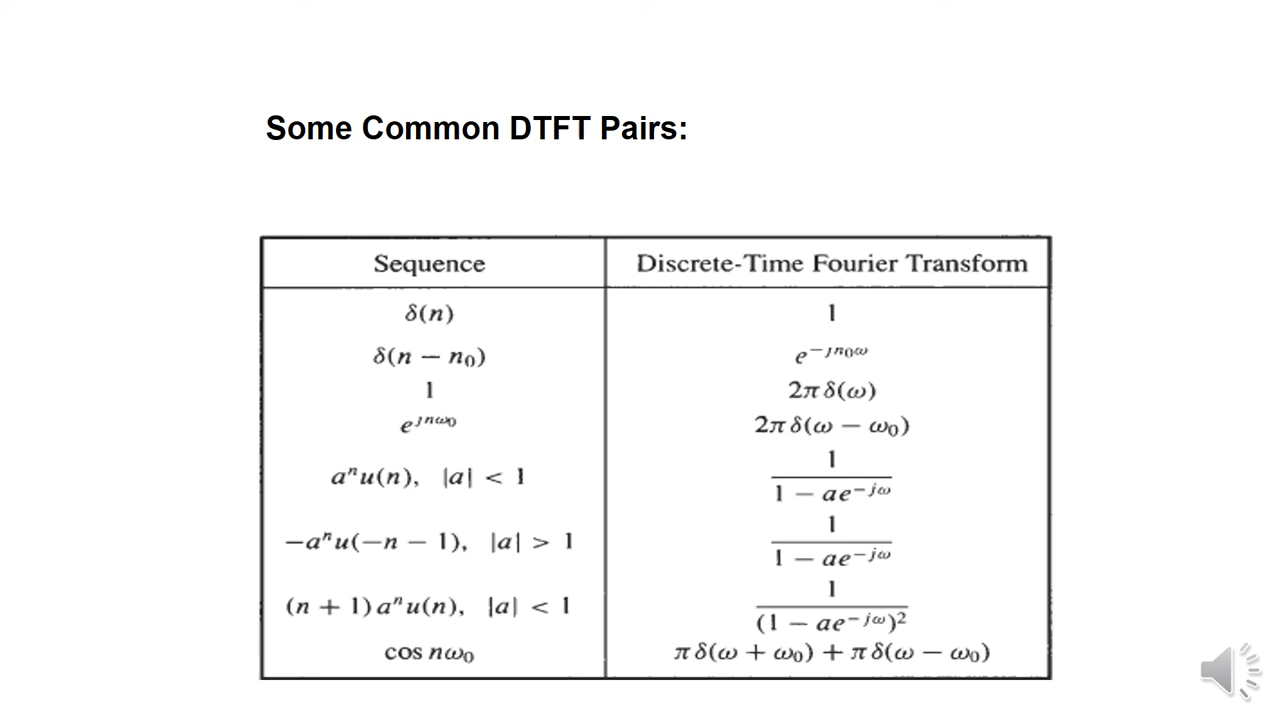 Some Common DTFT Pairs:
Sequence Discrete-Time Fourier Transform
δ(n) 1
δ(n − n₀) e^{−jn₀ω}
1 2π δ(ω)
e^{jnω₀} 2π δ(ω − ω₀)
aⁿu(n), |a| < 1 1/(1 − ae^{−jω})
−aⁿu(−n − 1), |a| > 1 1/(1 − ae^{−jω})
(n + 1) aⁿu(n), |a| < 1 1/(1 − ae^{−jω})²
cos nω₀ π δ(ω + ω₀) + π δ(ω − ω₀)